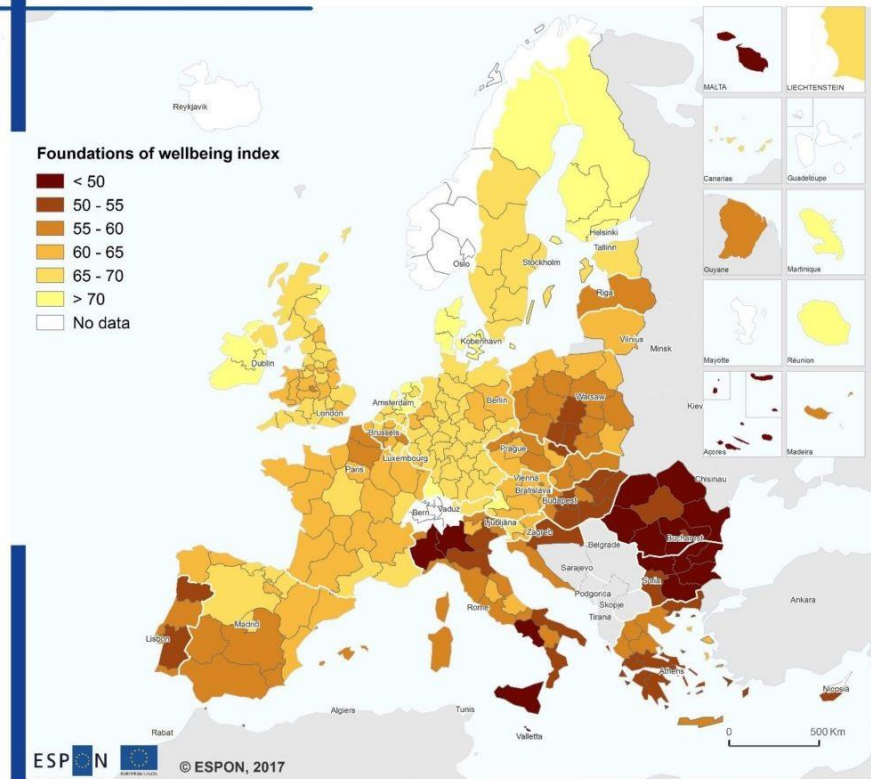 Reykjavik
Foundations of wellbeing index
< 50
50 - 55
55 - 60
60 - 65
65 - 70
> 70
No data
MALTA
LIECHTENSTEIN
Canarias
Guadeloupe
Guyane
Martinique
Mayotte
Réunion
Açores
Madeira
Oslo
Helsinki
Tallinn
Stockholm
Riga
Vilnius
Minsk
Kobenhavn
Dublin
London
Amsterdam
Berlin
Warsaw
Kiev
Brussels
Luxembourg
Paris
Prague
Vienna
Bratislava
Budapest
Chisinau
Bern
Vaduz
Ljubljana
Zagreb
Belgrade
Bucharest
Sarajevo
Podgorica
Sofia
Skopje
Tirana
Rome
Ankara
Madrid
Lisbon
Athens
Nicosia
Algiers
Tunis
Rabat
Valletta
0 500 Km
ESPON
EUROPEAN UNION
© ESPON, 2017